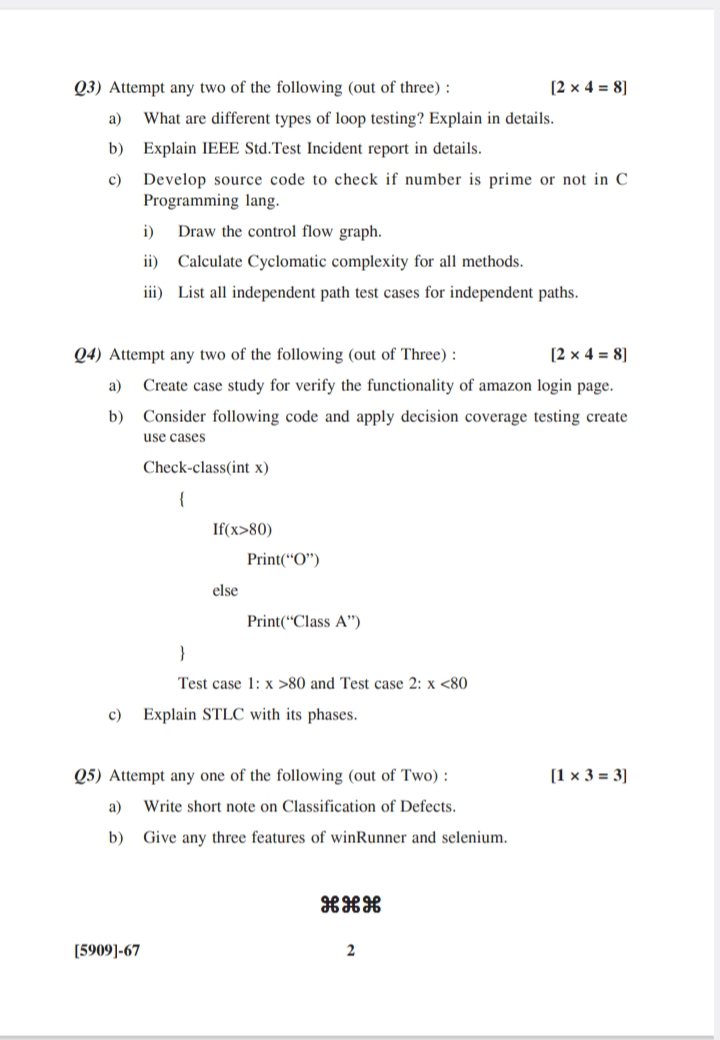 Q3) Attempt any two of the following (out of three) : [2 × 4 = 8]
a) What are different types of loop testing? Explain in details.
b) Explain IEEE Std.Test Incident report in details.
c) Develop source code to check if number is prime or not in C
Programming lang.
i) Draw the control flow graph.
ii) Calculate Cyclomatic complexity for all methods.
iii) List all independent path test cases for independent paths.
Q4) Attempt any two of the following (out of Three) : [2 × 4 = 8]
a) Create case study for verify the functionality of amazon login page.
b) Consider following code and apply decision coverage testing create
use cases
Check-class(int x)
{
If(x>80)
Print(“O”)
else
Print(“Class A”)
}
Test case 1: x >80 and Test case 2: x <80
c) Explain STLC with its phases.
Q5) Attempt any one of the following (out of Two) : [1 × 3 = 3]
a) Write short note on Classification of Defects.
b) Give any three features of winRunner and selenium.
⌘⌘⌘
[5909]-67 2